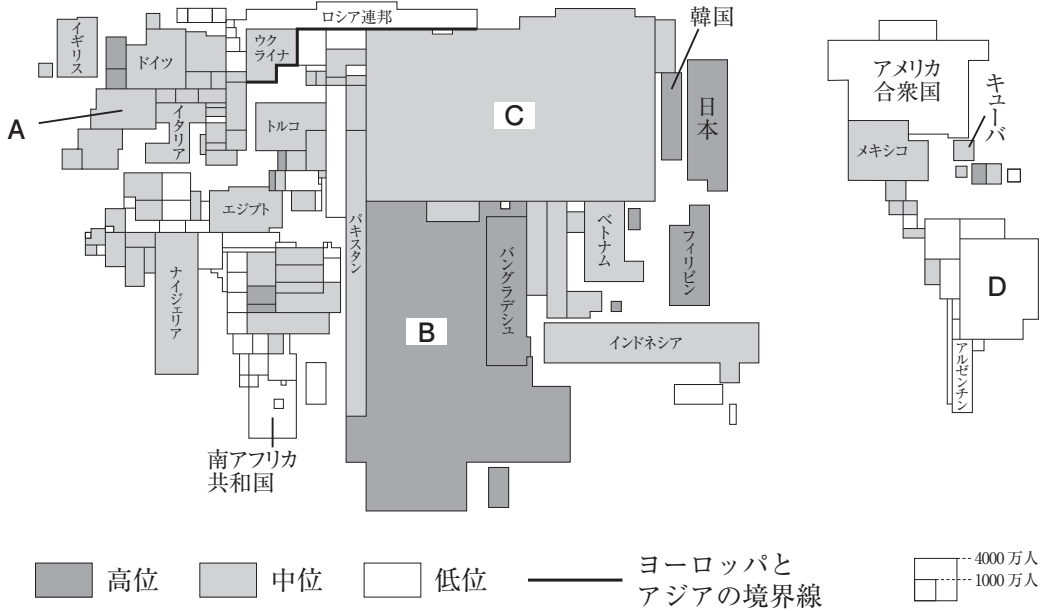 ロシア連邦
韓国
イギリス
ドイツ
ウク
ライナ
日本
アメリカ
合衆国
キューバ
A
イタリア
トルコ
C
メキシコ
エジプト
パキスタン
バングラデシュ
ベトナム
フィリピン
ナイジェリア
B
D
インドネシア
アルゼンチン
南アフリカ
共和国
高位
中位
低位
ヨーロッパと
アジアの境界線
4000万人
1000万人